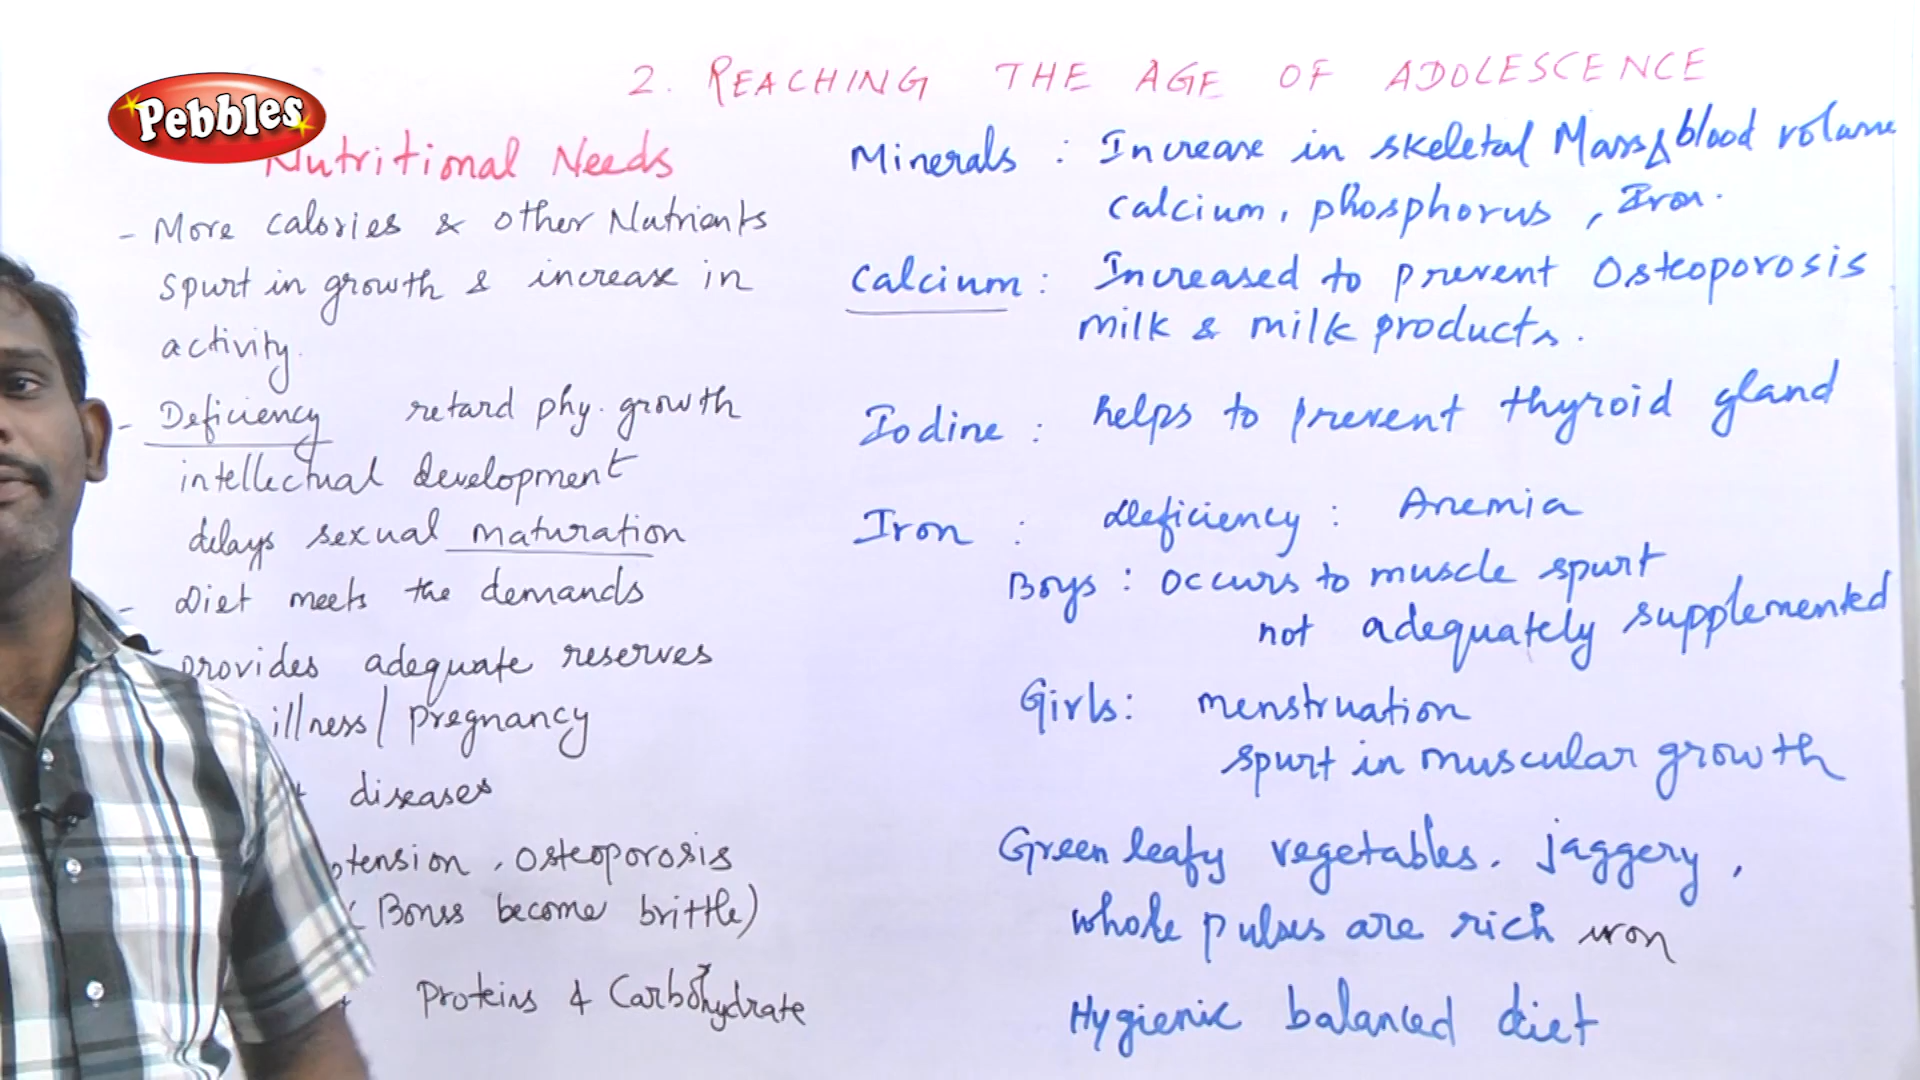 2. REACHING THE AGE OF ADOLESCENCE
Pebbles
Nutritional Needs
- More calories & other Nutrients
spurt in growth & increase in
activity.
- Deficiency retard phy. growth
intellectual development
delays sexual maturation
- Diet meets the demands
provides adequate reserves
illness/pregnancy
diseases
tension, Osteoporosis
(Bones become brittle)
Proteins & Carbohydrate
Minerals : Increase in skeletal Mass & blood volume
calcium, phosphorus, Iron.
Calcium : Increased to prevent Osteoporosis
milk & milk products.
Iodine : helps to prevent thyroid gland
Iron : deficiency : Anemia
Boys : occurs to muscle spurt
not adequately supplemented
Girls : menstruation
spurt in muscular growth
Green leafy vegetables, jaggery,
whole pulses are rich iron
Hygienic balanced diet